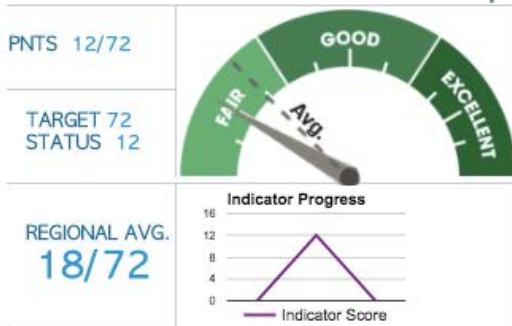 PNTS 12/72
TARGET 72
STATUS 12
REGIONAL AVG.
18/72
FAIR
GOOD
EXCELLENT
Avg.
Indicator Progress
16
12
8
4
0
Indicator Score